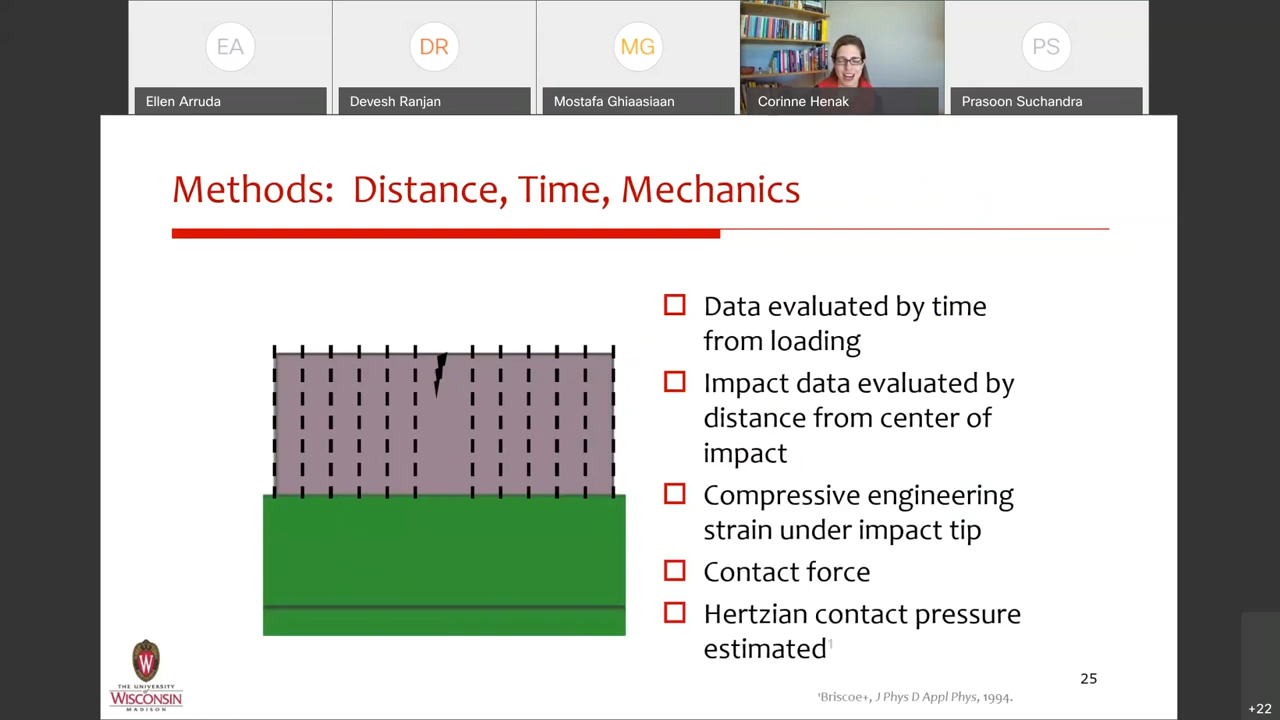 EA
DR
MG
PS
Ellen Arruda
Devesh Ranjan
Mostafa Ghiaasiaan
Corinne Henak
Prasoon Suchandra
Methods: Distance, Time, Mechanics
Data evaluated by time
from loading
Impact data evaluated by
distance from center of
impact
Compressive engineering
strain under impact tip
Contact force
Hertzian contact pressure
estimated¹
W
THE UNIVERSITY
of
WISCONSIN
MADISON
25
¹Briscoe+, J Phys D Appl Phys, 1994.
+22